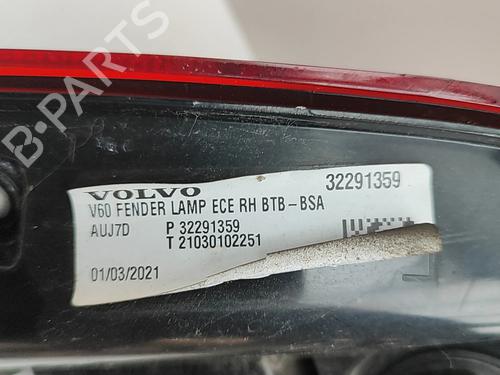 VOLVO 32291359
V60 FENDER LAMP ECE RH BTB-BSA
AUJ7D P 32291359
T 21030102251
01/03/2021
B-PARTS